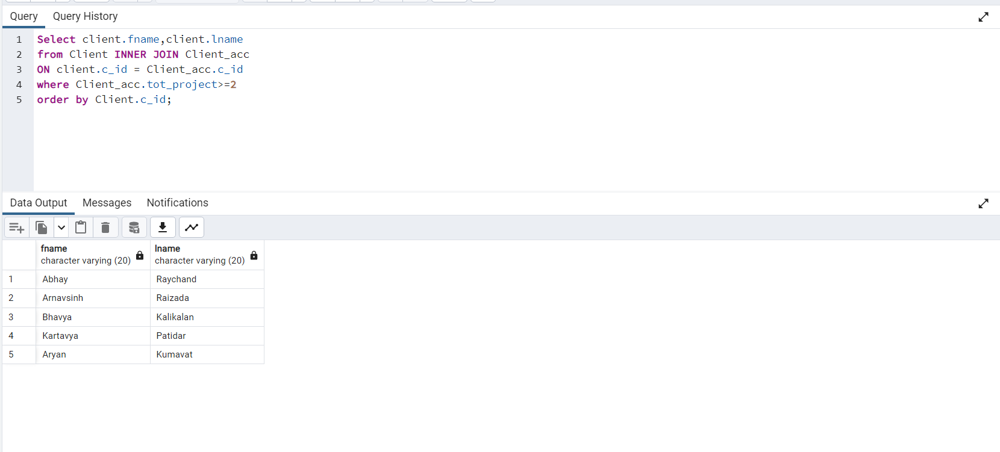 Query Query History
1 Select client.fname,client.lname
2 from Client INNER JOIN Client_acc
3 ON client.c_id = Client_acc.c_id
4 where Client_acc.tot_project>=2
5 order by Client.c_id;
Data Output Messages Notifications
fname lname
character varying (20) character varying (20)
1 Abhay Raychand
2 Arnavsinh Raizada
3 Bhavya Kalikalan
4 Kartavya Patidar
5 Aryan Kumavat